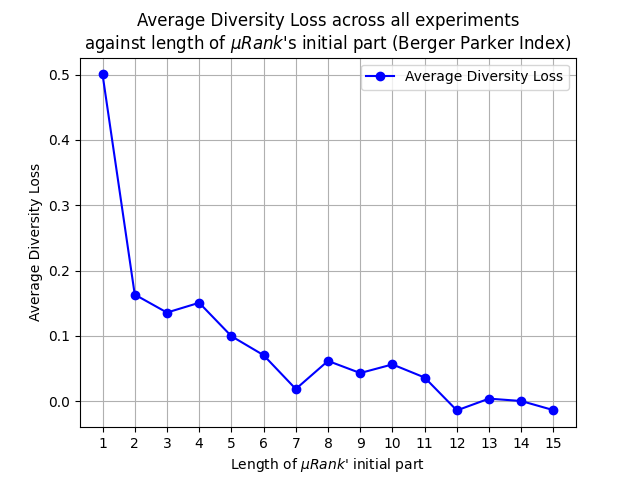 Average Diversity Loss across all experiments
against length of μRank's initial part (Berger Parker Index)
Average Diversity Loss
0.5
0.4
0.3
0.2
0.1
0.0
Average Diversity Loss
1 2 3 4 5 6 7 8 9 10 11 12 13 14 15
Length of μRank' initial part